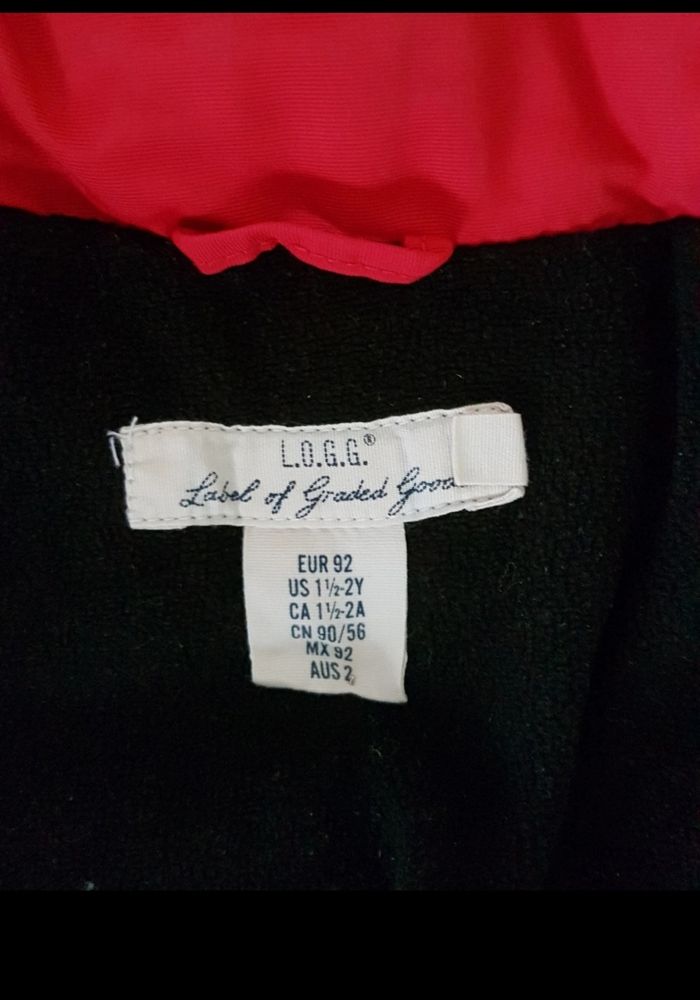 L.O.G.G.®
Label of Graded Good
EUR 92
US 1½-2Y
CA 1½-2A
CN 90/56
MX 92
AUS 2